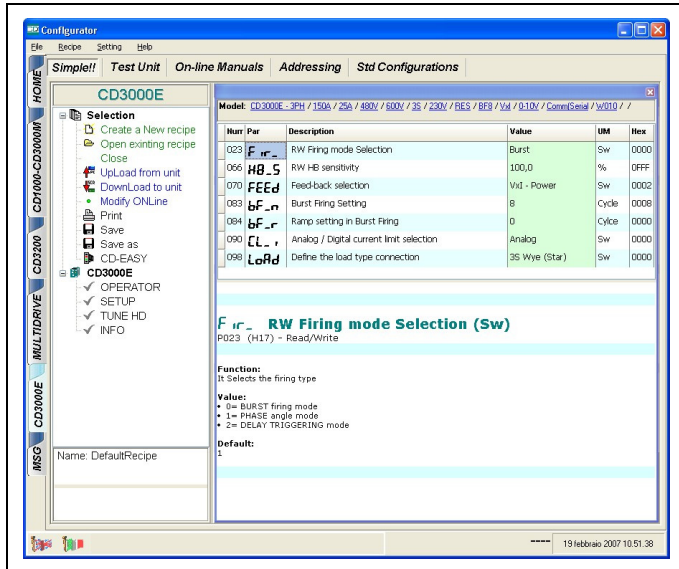 Configurator
File Recipe Setting Help
Simple!! Test Unit On-line Manuals Addressing Std Configurations
HOME
CD1000-CD3000M
CD3200
MULTIDRIVE
CD3000E
MSG
CD3000E
Selection
Create a New recipe
Open exinting recipe
Close
UpLoad from unit
DownLoad to unit
Modify ONLine
Print
Save
Save as
CD-EASY
CD3000E
OPERATOR
SETUP
TUNE HD
INFO
Name: DefaultRecipe
Model: CD3000E - 3PH / 150A / 25A / 480V / 600V / 3S / 230V / RES / BF8 / VxI / 0-10V / Comm(Serial / W010 / /
Num Par Description Value UM Hex
023 Fir_ RW Firing mode Selection Burst Sw 0000
066 HB_S RW HB sensitivity 100,0 % 0FFF
070 FEEd Feed-back selection VxI - Power Sw 0002
083 bF_n Burst Firing Setting 8 Cycle 0008
084 bF_r Ramp setting in Burst Firing 0 Cylce 0000
090 CL_i Analog / Digital current limit selection Analog Sw 0000
098 LoAd Define the load type connection 3S Wye (Star) Sw 0000
Fir_ RW Firing mode Selection (Sw)
P023 (H17) - Read/Write
Function:
It Selects the firing type
Value:
• 0= BURST firing mode
• 1= PHASE angle mode
• 2= DELAY TRIGGERING mode
Default:
1
---- 19 febbraio 2007 10.51.38